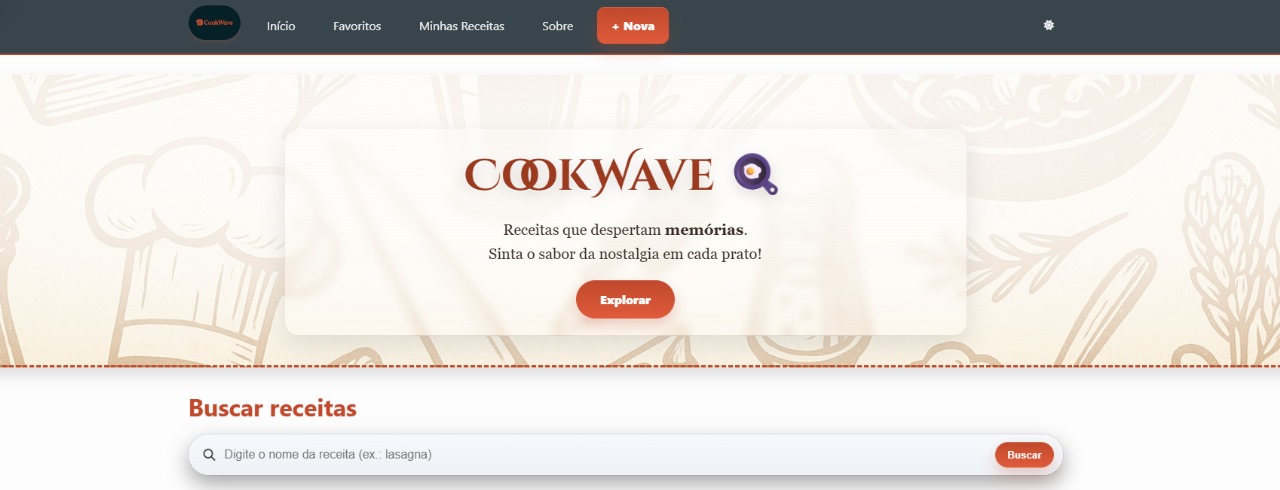 CookWave
Início
Favoritos
Minhas Receitas
Sobre
+ Nova
COOKWAVE
Receitas que despertam memórias.
Sinta o sabor da nostalgia em cada prato!
Explorar
Buscar receitas
Digite o nome da receita (ex.: lasagna)
Buscar